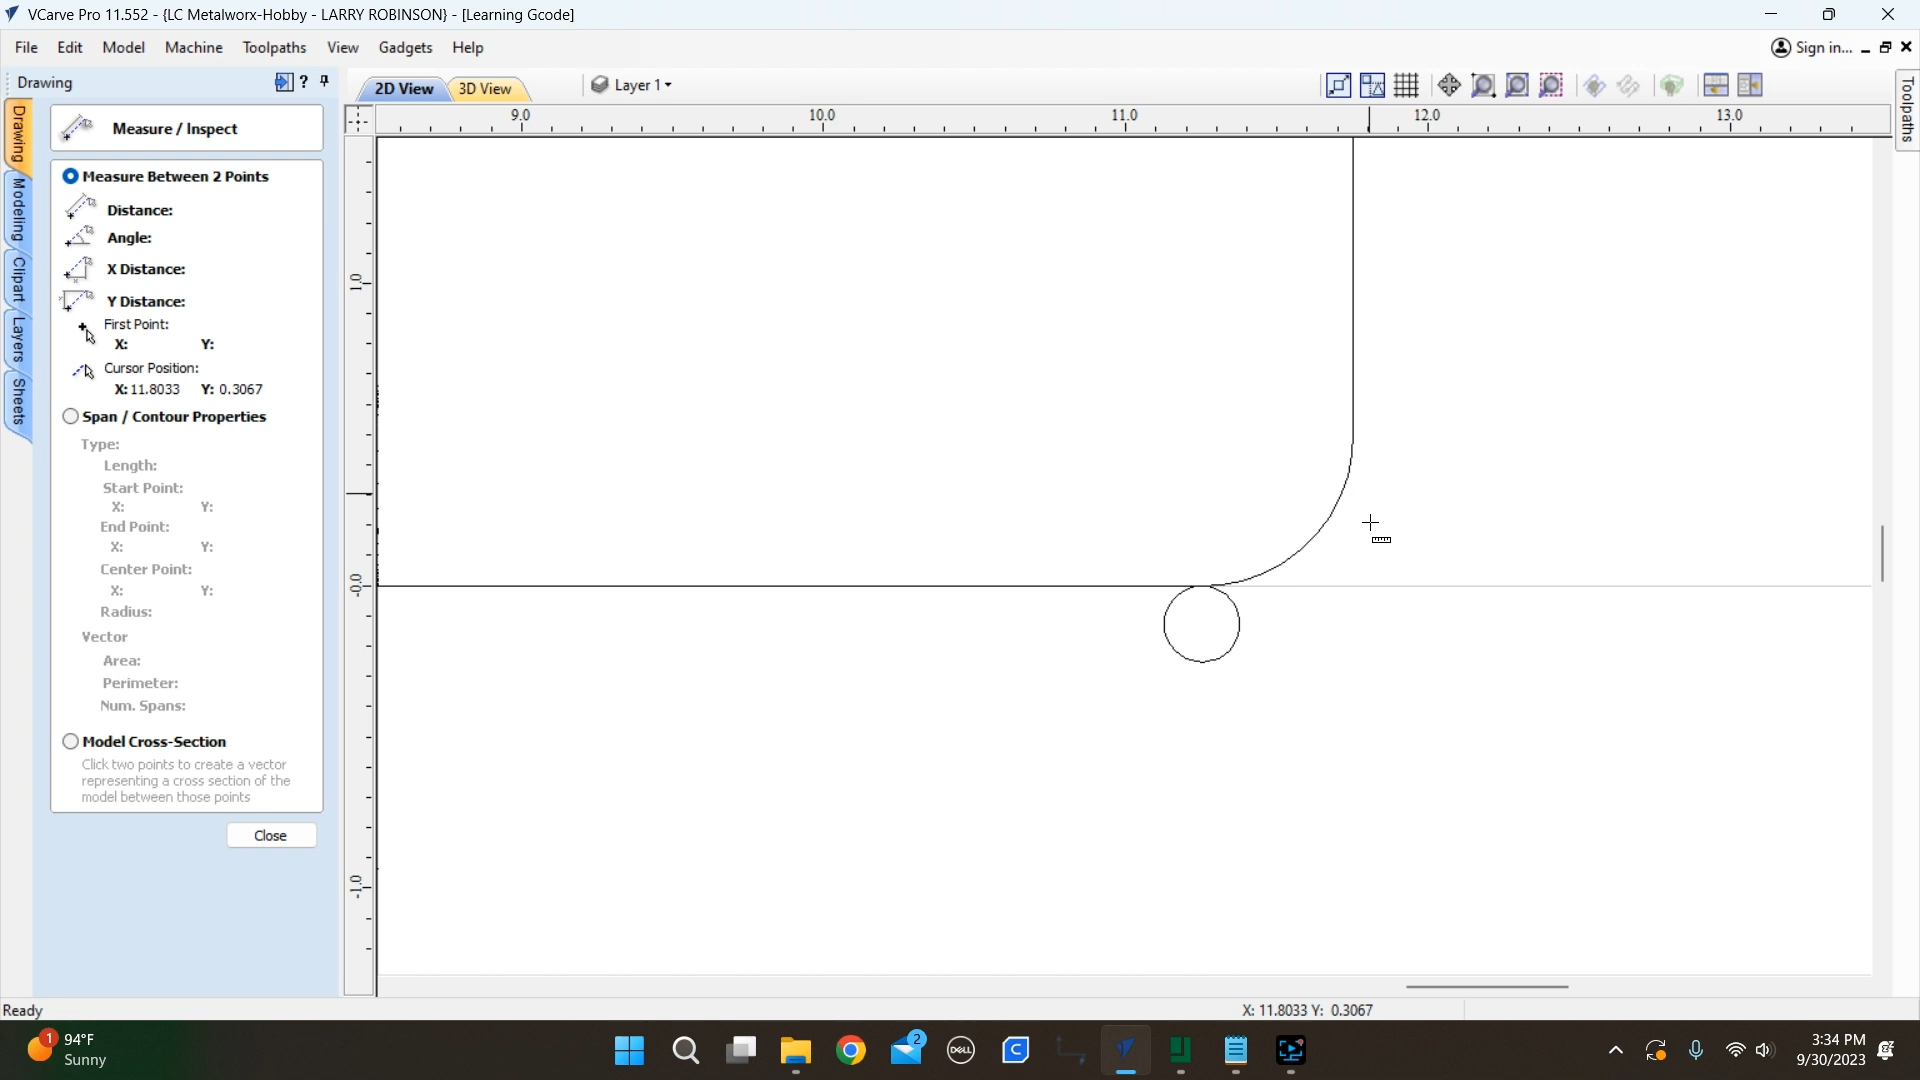 VCarve Pro 11.552 - {LC Metalworx-Hobby - LARRY ROBINSON} - [Learning Gcode]
File Edit Model Machine Toolpaths View Gadgets Help
Sign in...
Drawing
?
2D View
3D View
Layer 1
Toolpaths
Drawing
Modeling
Clipart
Layers
Sheets
Measure / Inspect
Measure Between 2 Points
Distance:
Angle:
X Distance:
Y Distance:
First Point:
X: Y:
Cursor Position:
X: 11.8033 Y: 0.3067
Span / Contour Properties
Type:
Length:
Start Point:
X: Y:
End Point:
X: Y:
Center Point:
X: Y:
Radius:
Vector
Area:
Perimeter:
Num. Spans:
Model Cross-Section
Click two points to create a vector
representing a cross section of the
model between those points
Close
9.0 10.0 11.0 12.0 13.0
1.0
-0.0
-1.0
Ready
X: 11.8033 Y: 0.3067
1
94°F
Sunny
2
DELL
3:34 PM
9/30/2023